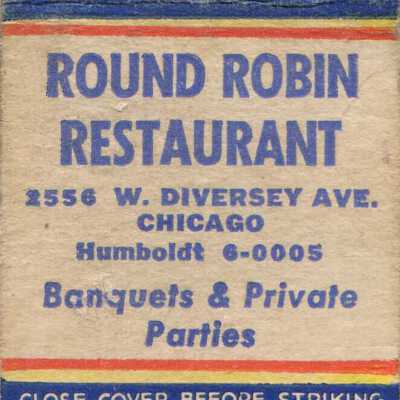 ROUND ROBIN
RESTAURANT
2556 W. DIVERSEY AVE.
CHICAGO
Humboldt 6-0005
Banquets & Private
Parties
CLOSE COVER BEFORE STRIKING